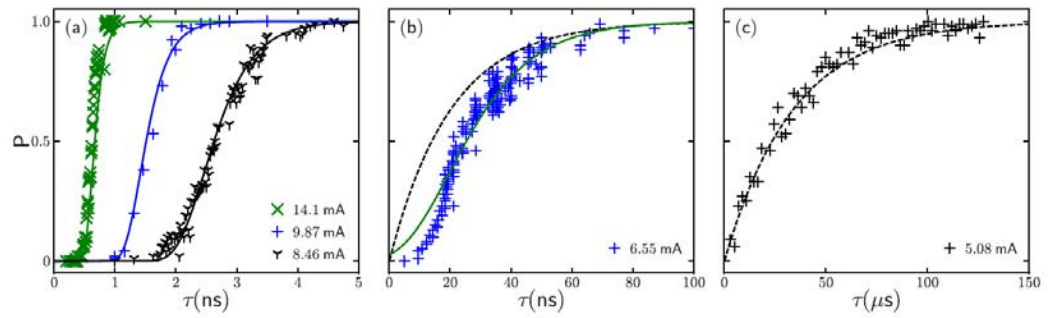 (a)
(b)
(c)
P
1.0
0.5
0
14.1 mA
9.87 mA
8.46 mA
6.55 mA
5.08 mA
0 1 2 3 4 5
0 20 40 60 80 100
0 50 100 150
τ(ns)
τ(ns)
τ(μs)